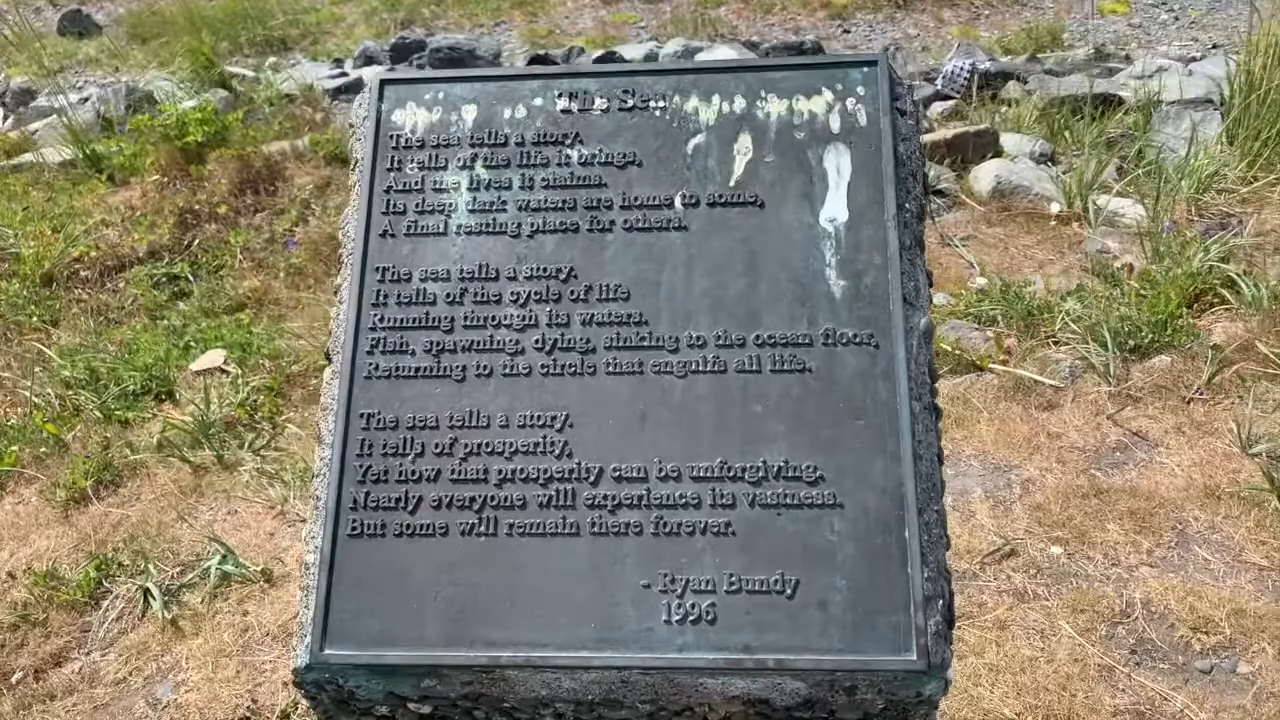 The Sea
The sea tells a story.
It tells of the life it brings,
And the lives it claims.
Its deep dark waters are home to some,
A final resting place for others.
The sea tells a story.
It tells of the cycle of life
Running through its waters.
Fish, spawning, dying, sinking to the ocean floor,
Returning to the circle that engulfs all life.
The sea tells a story.
It tells of prosperity,
Yet how that prosperity can be unforgiving.
Nearly everyone will experience its vastness.
But some will remain there forever.
- Ryan Bundy
1996